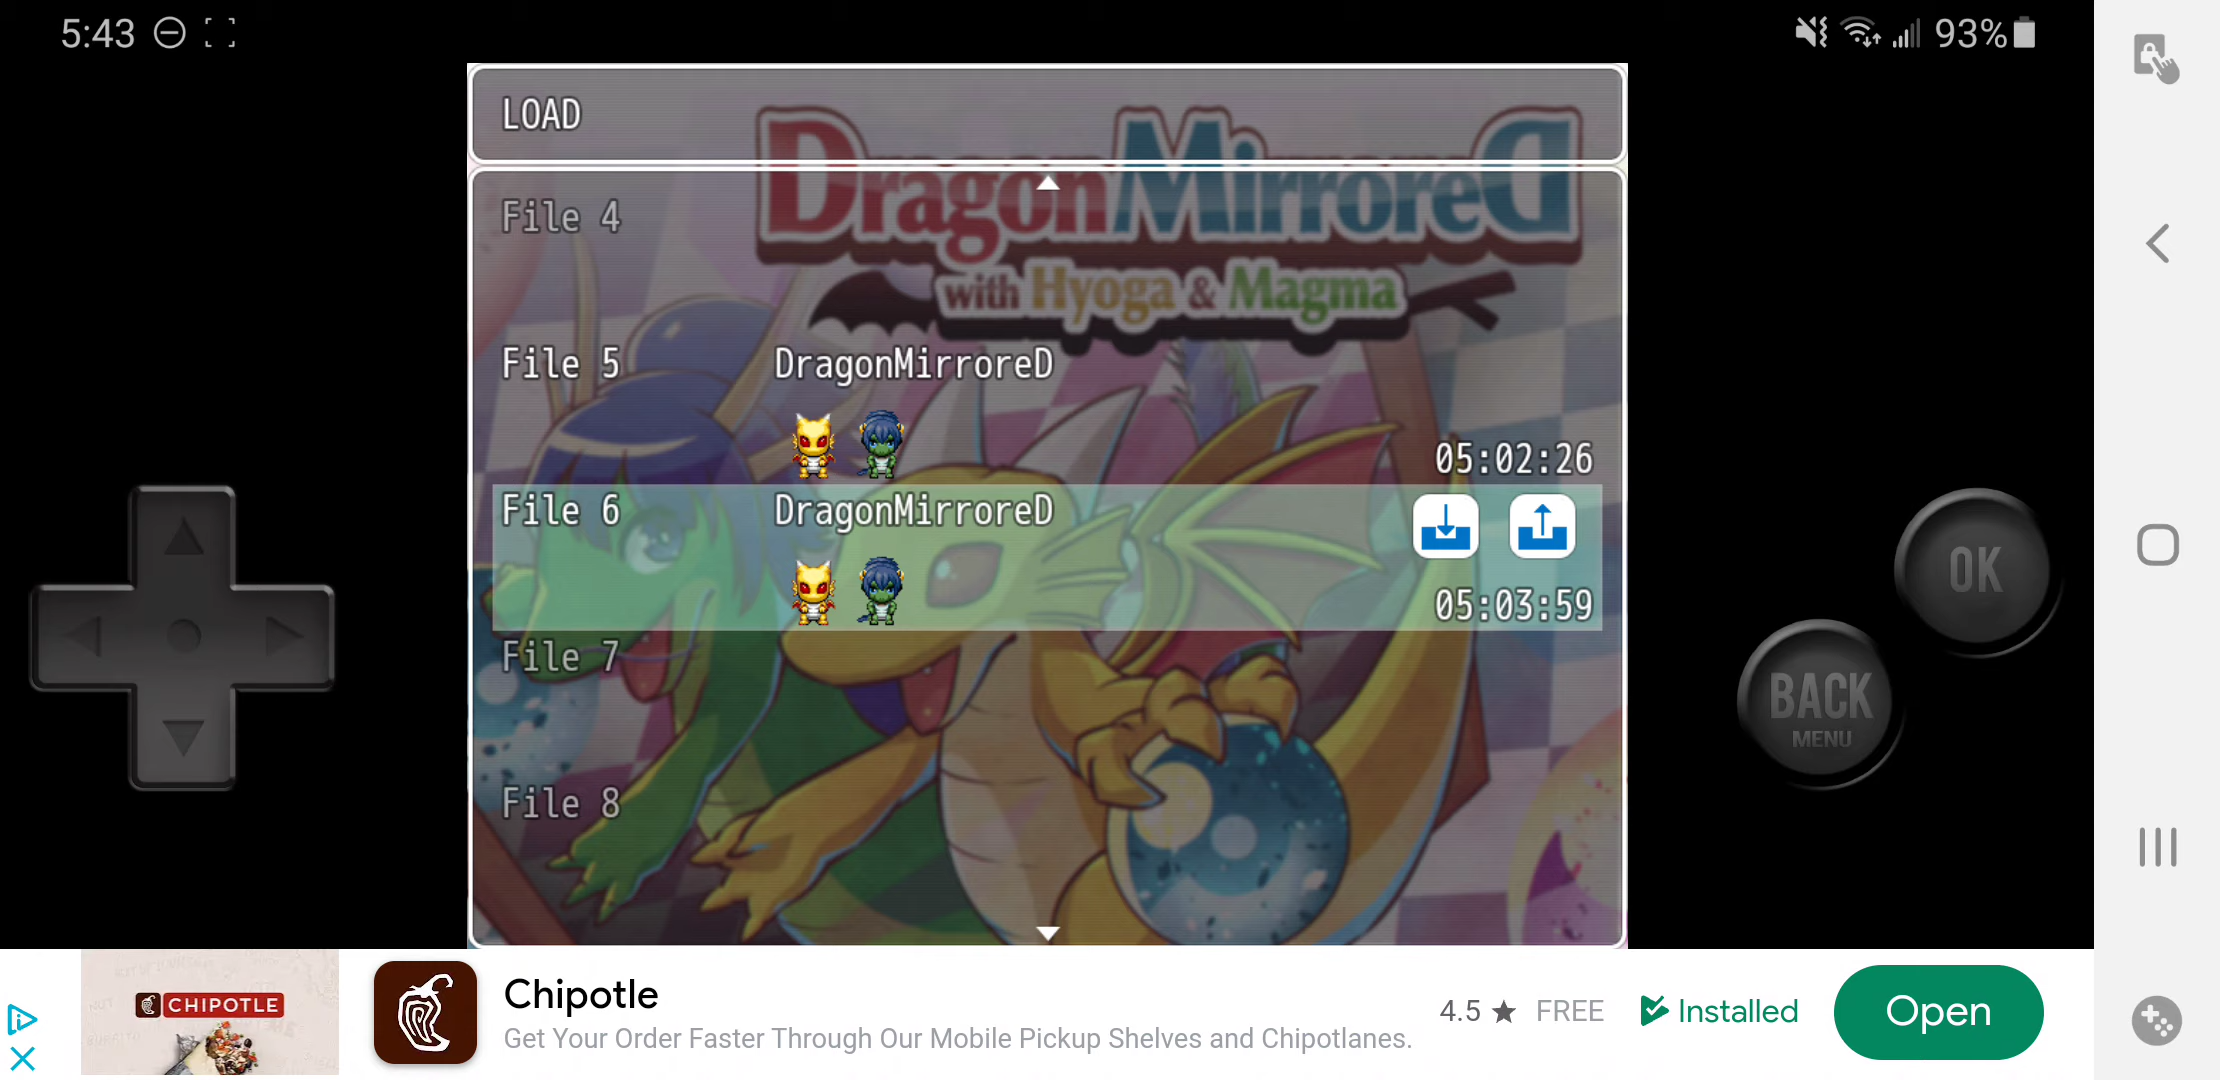 5:43
93%
LOAD
DragonMirroreD
with Hyoga & Magma
File 4
File 5 DragonMirroreD
05:02:26
File 6 DragonMirroreD
05:03:59
File 7
File 8
OK
BACK
MENU
CHIPOTLE
Chipotle
Get Your Order Faster Through Our Mobile Pickup Shelves and Chipotlanes.
4.5 ★ FREE
Installed
Open